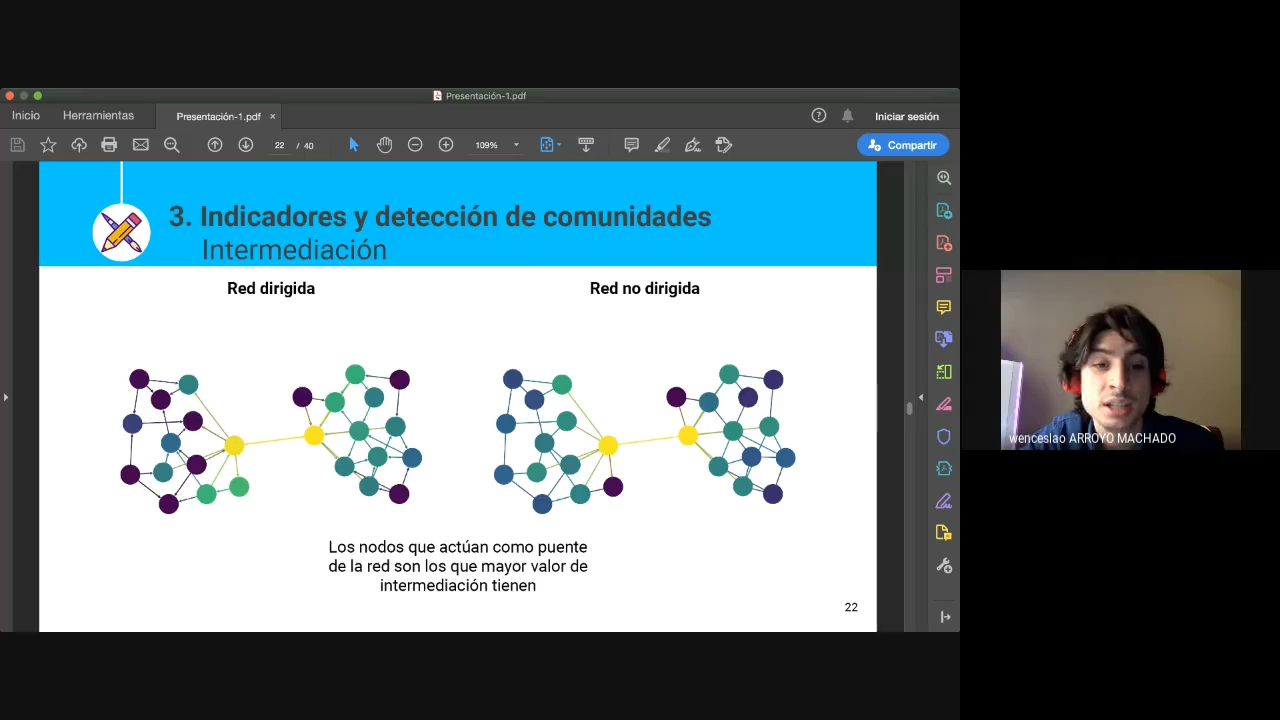 Presentación-1.pdf
Inicio
Herramientas
Presentación-1.pdf ×
Iniciar sesión
22 / 40
109%
Compartir
3. Indicadores y detección de comunidades
Intermediación
Red dirigida
Red no dirigida
Los nodos que actúan como puente
de la red son los que mayor valor de
intermediación tienen
22
wenceslao ARROYO MACHADO